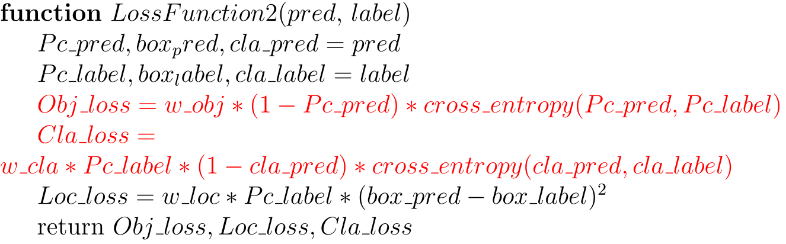 function LossFunction2(pred, label)
Pc_pred, box_pred, cla_pred = pred
Pc_label, box_label, cla_label = label
Obj_loss = w_obj * (1 − Pc_pred) * cross_entropy(Pc_pred, Pc_label)
Cla_loss =
w_cla * Pc_label * (1 − cla_pred) * cross_entropy(cla_pred, cla_label)
Loc_loss = w_loc * Pc_label * (box_pred − box_label)²
return Obj_loss, Loc_loss, Cla_loss